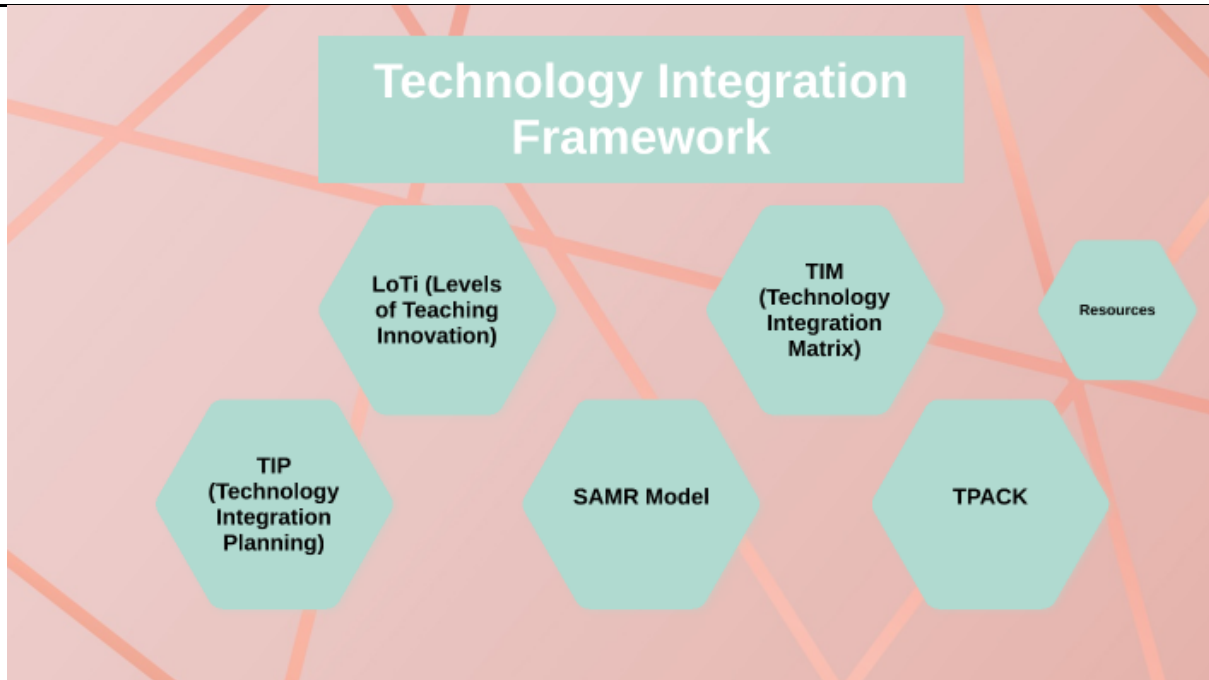 Technology Integration
Framework
LoTi (Levels
of Teaching
Innovation)
TIM
(Technology
Integration
Matrix)
Resources
TIP
(Technology
Integration
Planning)
SAMR Model
TPACK